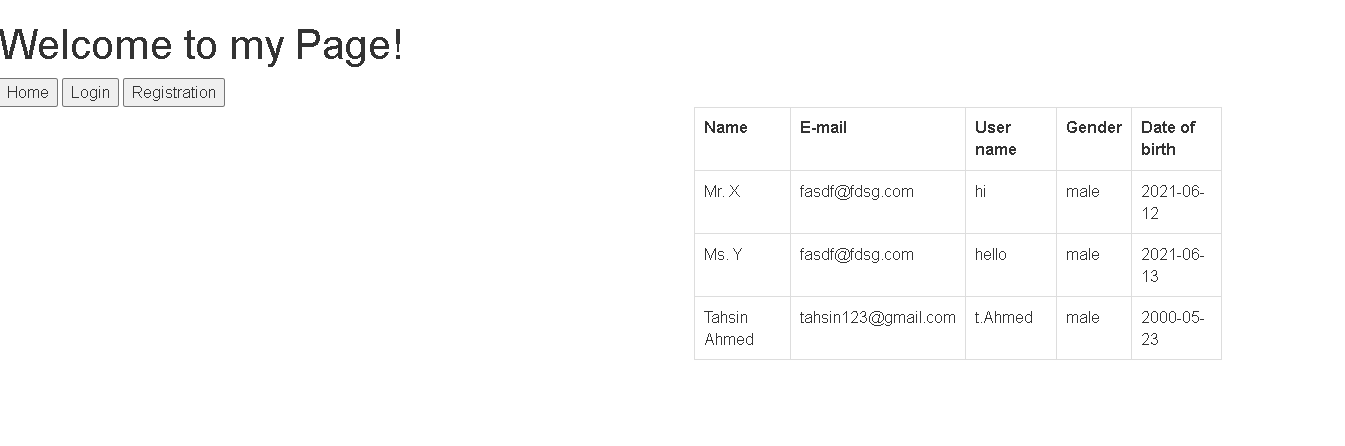 Welcome to my Page!
Home Login Registration
Name E-mail User name Gender Date of birth
Mr. X fasdf@fdsg.com hi male 2021-06-12
Ms. Y fasdf@fdsg.com hello male 2021-06-13
Tahsin Ahmed tahsin123@gmail.com t.Ahmed male 2000-05-23